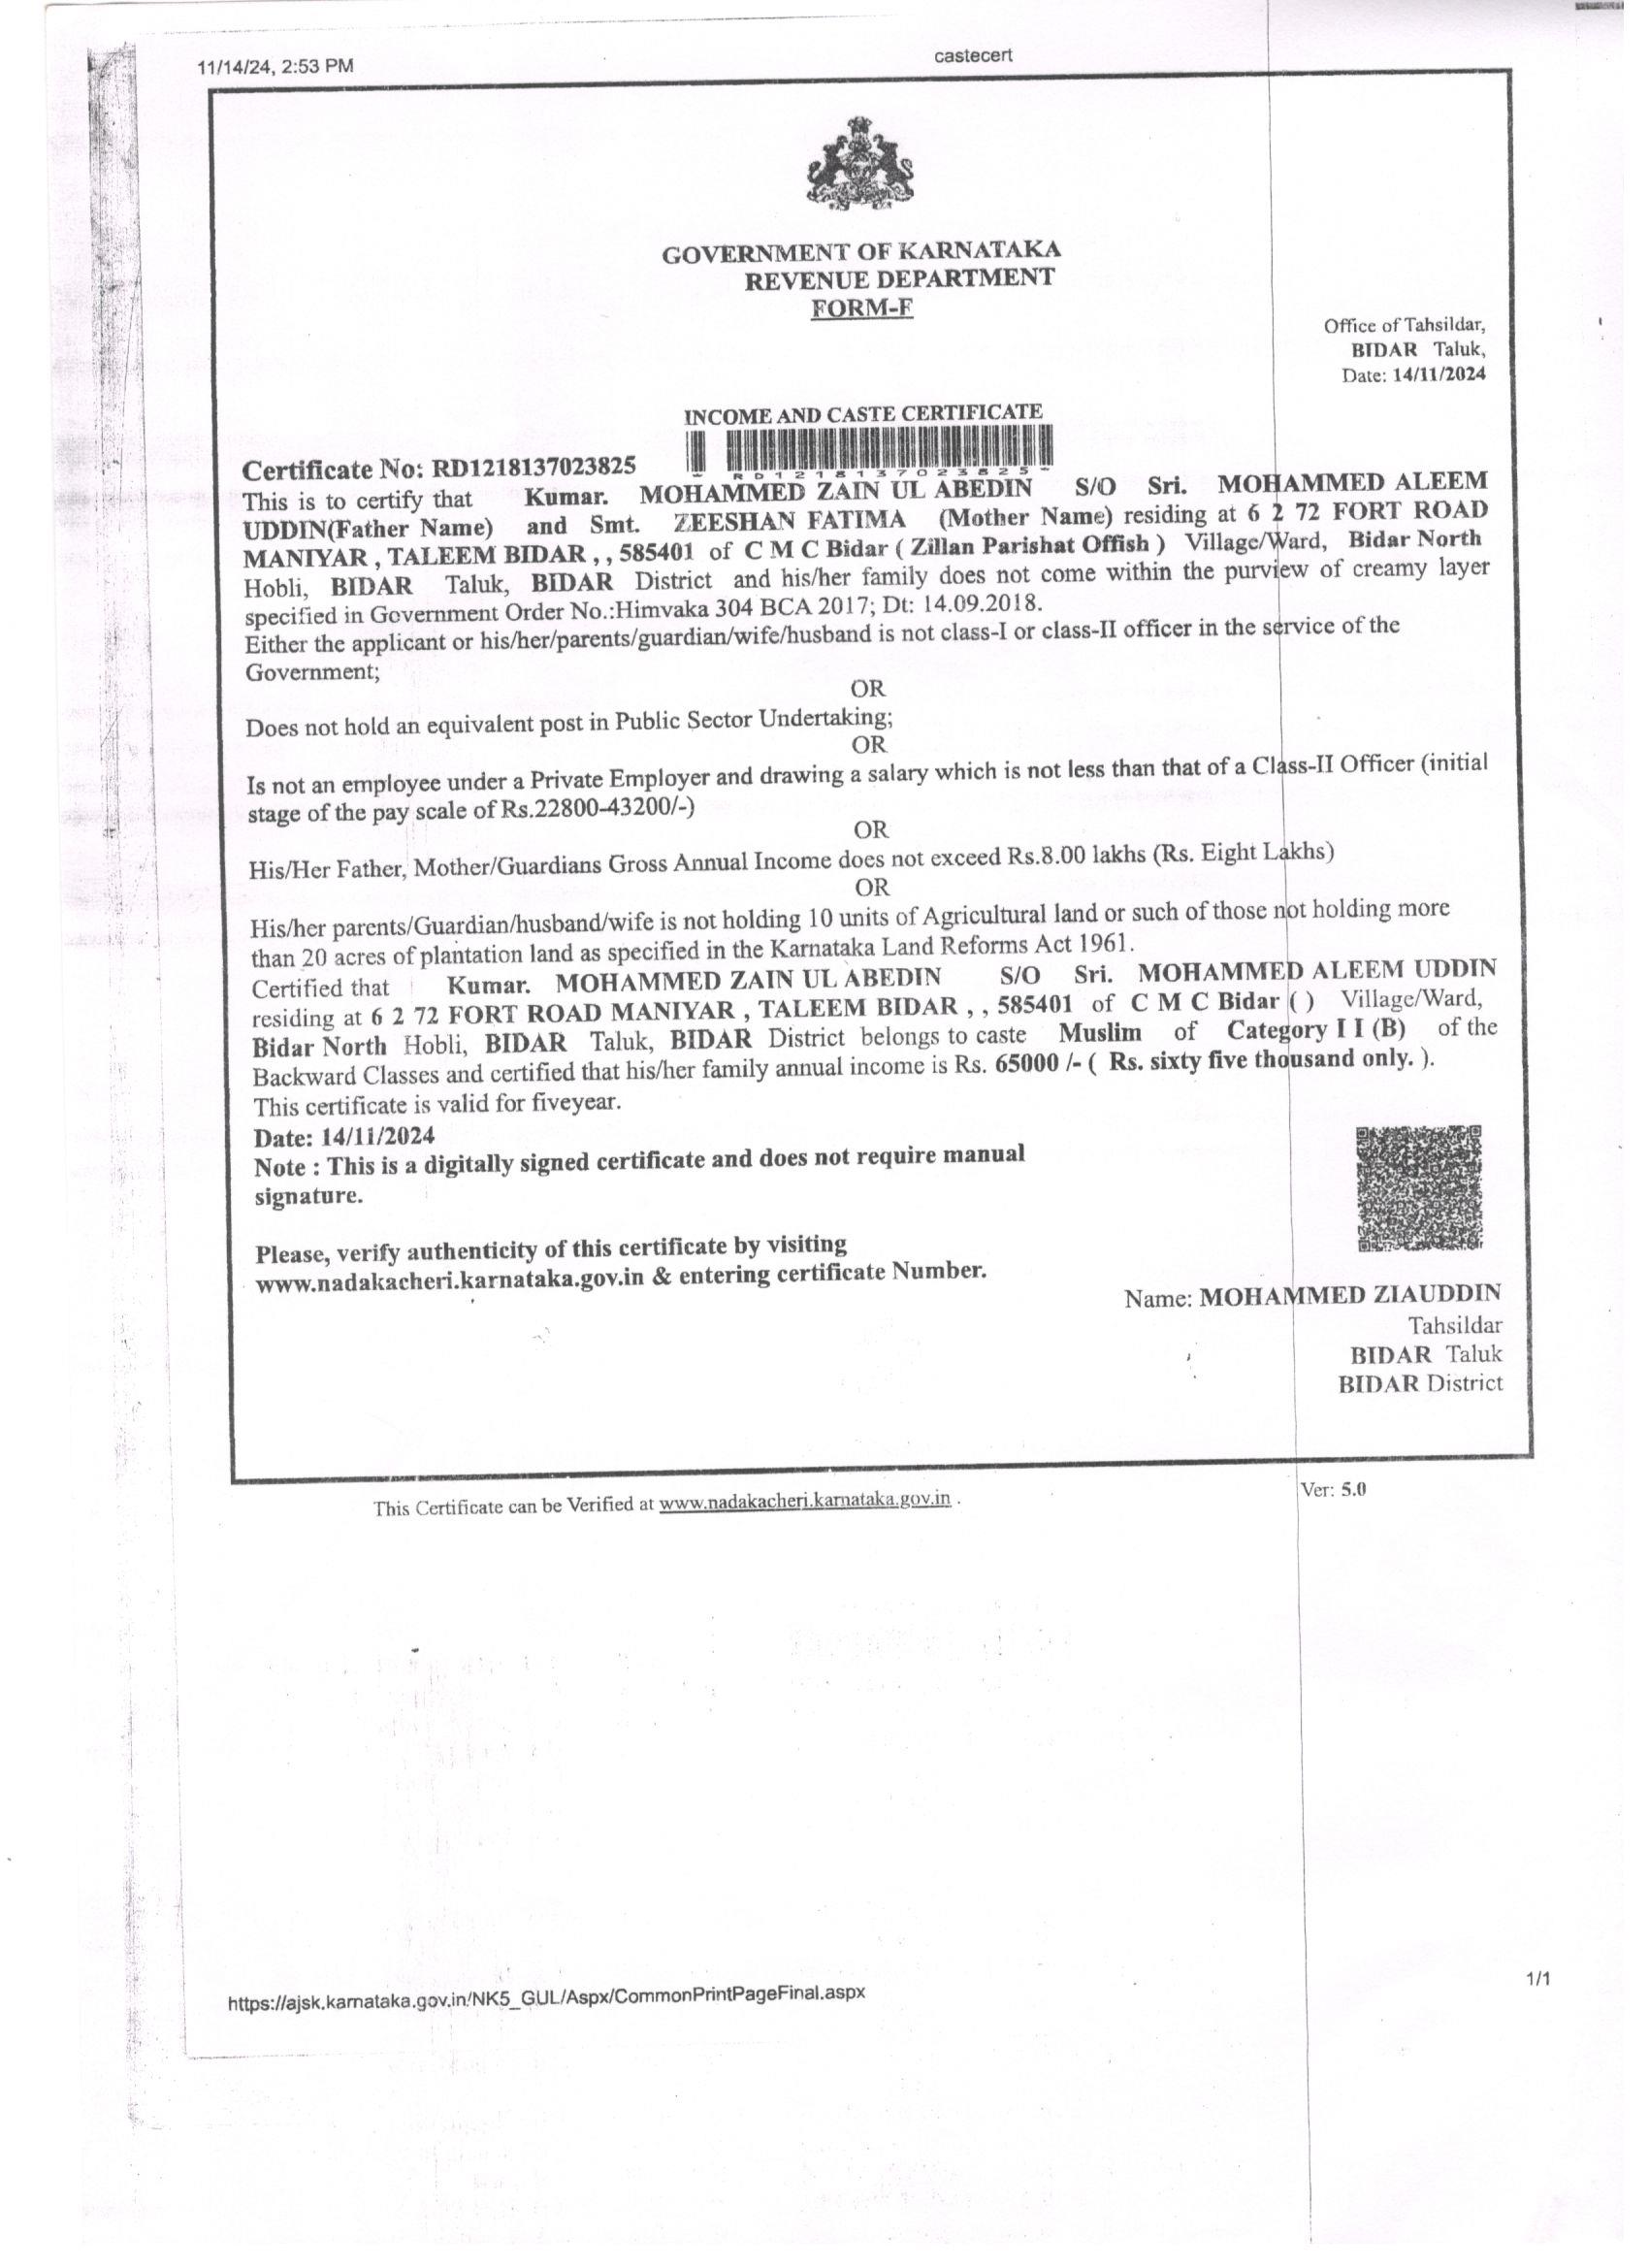 11/14/24, 2:53 PM
castecert
GOVERNMENT OF KARNATAKA
REVENUE DEPARTMENT
FORM-F
Office of Tahsildar,
BIDAR Taluk,
Date: 14/11/2024
INCOME AND CASTE CERTIFICATE
Certificate No: RD1218137023825
- RD1218137023825 -
This is to certify that Kumar. MOHAMMED ZAIN UL ABEDIN S/O Sri. MOHAMMED ALEEM
UDDIN(Father Name) and Smt. ZEESHAN FATIMA (Mother Name) residing at 6 2 72 FORT ROAD
MANIYAR , TALEEM BIDAR , , 585401 of C M C Bidar ( Zillan Parishat Offish ) Village/Ward, Bidar North
Hobli, BIDAR Taluk, BIDAR District and his/her family does not come within the purview of creamy layer
specified in Government Order No.:Himvaka 304 BCA 2017; Dt: 14.09.2018.
Either the applicant or his/her/parents/guardian/wife/husband is not class-I or class-II officer in the service of the
Government;
OR
Does not hold an equivalent post in Public Sector Undertaking;
OR
Is not an employee under a Private Employer and drawing a salary which is not less than that of a Class-II Officer (initial
stage of the pay scale of Rs.22800-43200/-)
OR
His/Her Father, Mother/Guardians Gross Annual Income does not exceed Rs.8.00 lakhs (Rs. Eight Lakhs)
OR
His/her parents/Guardian/husband/wife is not holding 10 units of Agricultural land or such of those not holding more
than 20 acres of plantation land as specified in the Karnataka Land Reforms Act 1961.
Certified that Kumar. MOHAMMED ZAIN UL ABEDIN S/O Sri. MOHAMMED ALEEM UDDIN
residing at 6 2 72 FORT ROAD MANIYAR , TALEEM BIDAR , , 585401 of C M C Bidar ( ) Village/Ward,
Bidar North Hobli, BIDAR Taluk, BIDAR District belongs to caste Muslim of Category I I (B) of the
Backward Classes and certified that his/her family annual income is Rs. 65000 /- ( Rs. sixty five thousand only. ).
This certificate is valid for fiveyear.
Date: 14/11/2024
Note : This is a digitally signed certificate and does not require manual
signature.
Please, verify authenticity of this certificate by visiting
www.nadakacheri.karnataka.gov.in & entering certificate Number.
Name: MOHAMMED ZIAUDDIN
Tahsildar
BIDAR Taluk
BIDAR District
This Certificate can be Verified at www.nadakacheri.karnataka.gov.in .
Ver: 5.0
https://ajsk.karnataka.gov.in/NK5_GUL/Aspx/CommonPrintPageFinal.aspx
1/1